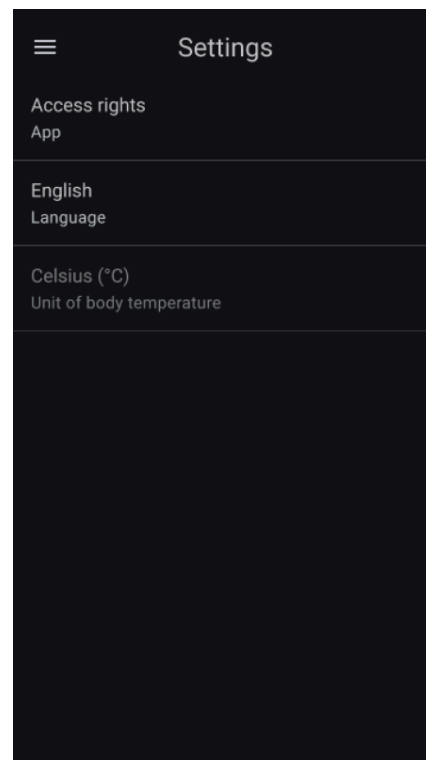 Settings
Access rights
App
English
Language
Celsius (°C)
Unit of body temperature